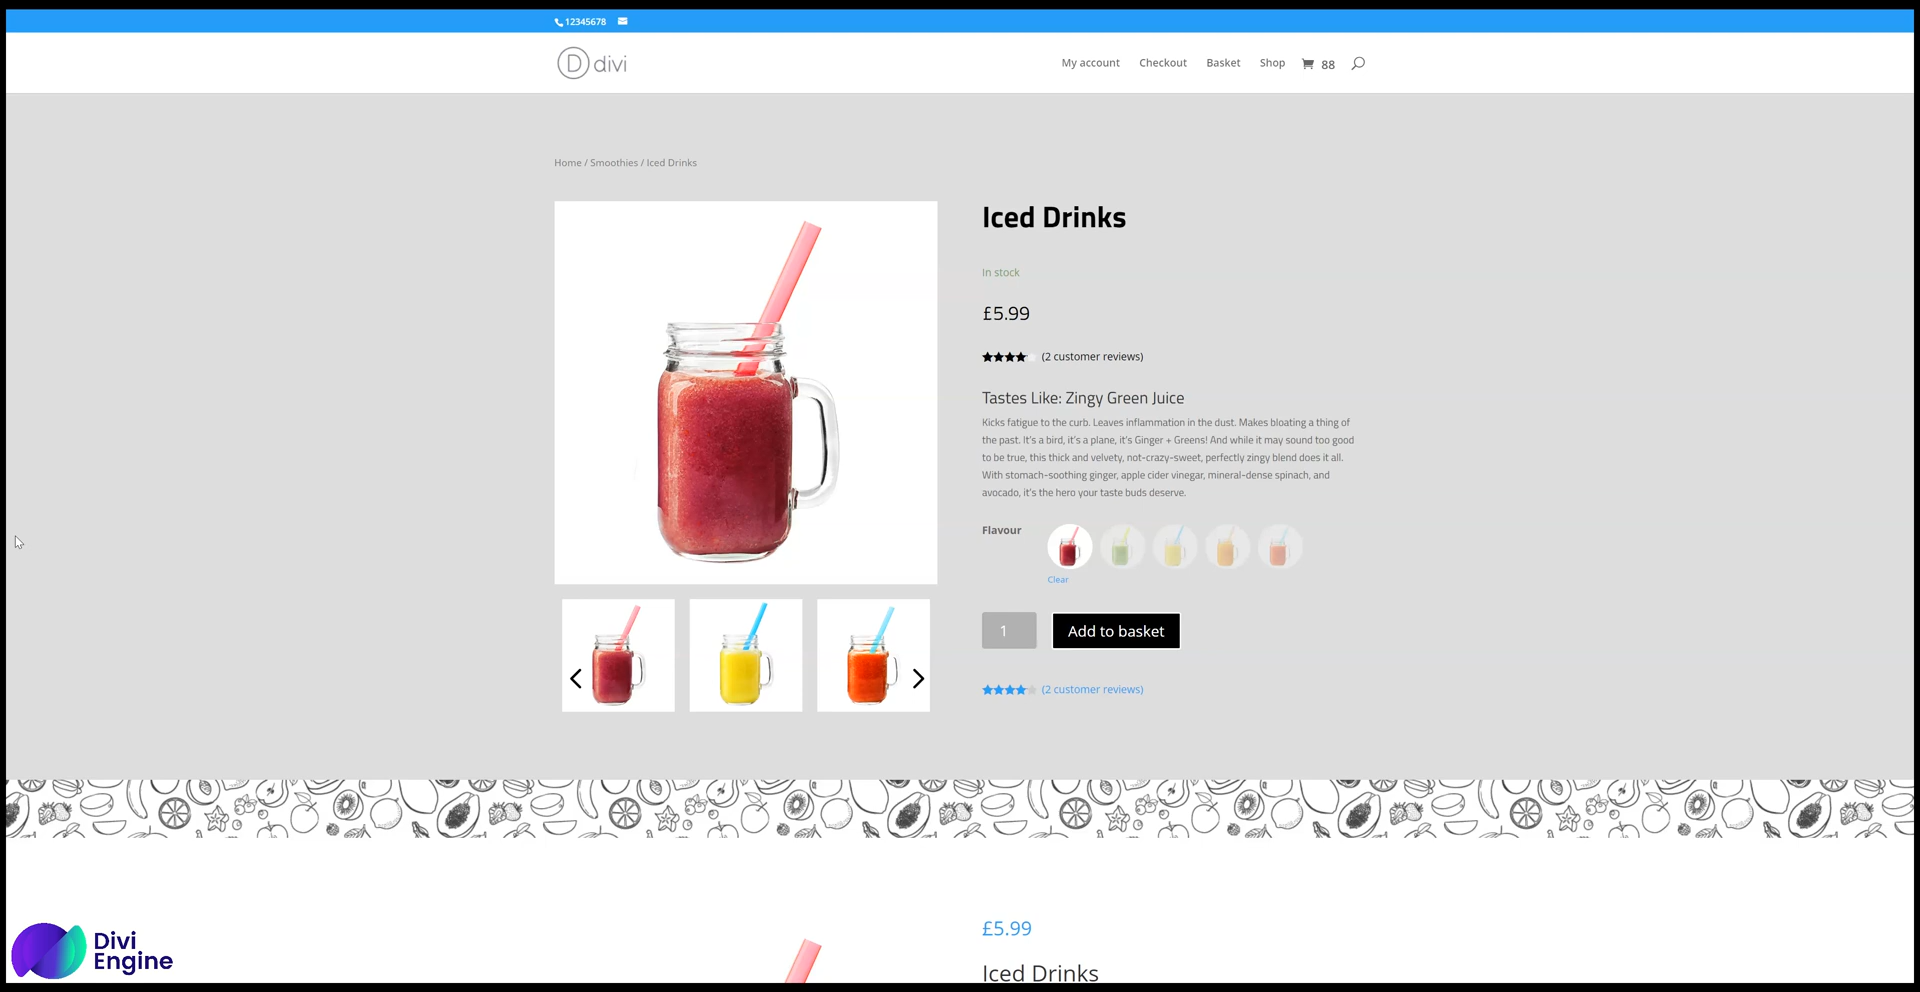 12345678
D divi
My account Checkout Basket Shop 88
Home / Smoothies / Iced Drinks
Iced Drinks
In stock
£5.99
(2 customer reviews)
Tastes Like: Zingy Green Juice
Kicks fatigue to the curb. Leaves inflammation in the dust. Makes bloating a thing of
the past. It's a bird, it's a plane, it's Ginger + Greens! And while it may sound too good
to be true, this thick and velvety, not-crazy-sweet, perfectly zingy blend does it all.
With stomach-soothing ginger, apple cider vinegar, mineral-dense spinach, and
avocado, it's the hero your taste buds deserve.
Flavour
Clear
1 Add to basket
(2 customer reviews)
£5.99
Iced Drinks
Divi
Engine